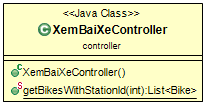 <<Java Class>>
XemBaiXeController
controller
XemBaiXeController()
getBikesWithStationId(int):List<Bike>